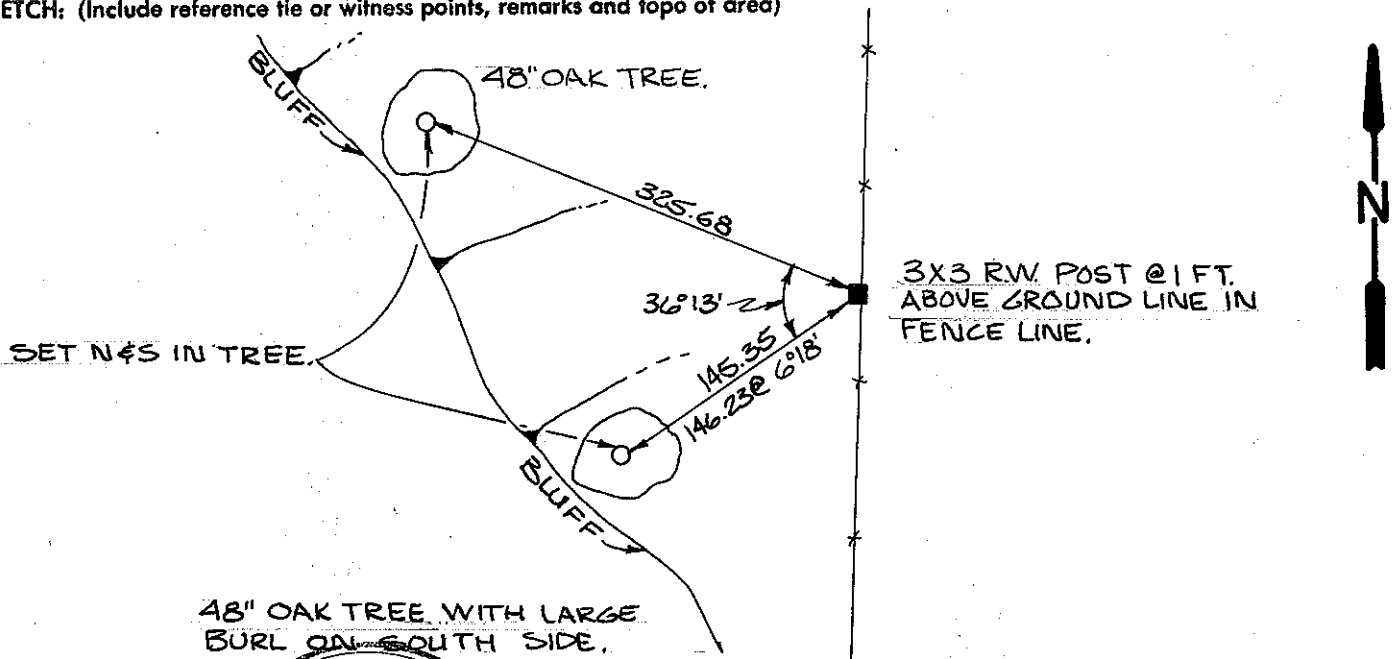 ETCH: (Include reference tie or witness points, remarks and topo of area)
BLUFF
48" OAK TREE.
325.68
N
3X3 R.W. POST @ 1 FT.
ABOVE GROUND LINE IN
FENCE LINE.
36°13'
SET N&S IN TREE.
145.35
146.23 @ 6°18'
BLUFF
48" OAK TREE WITH LARGE
BURL ON SOUTH SIDE.